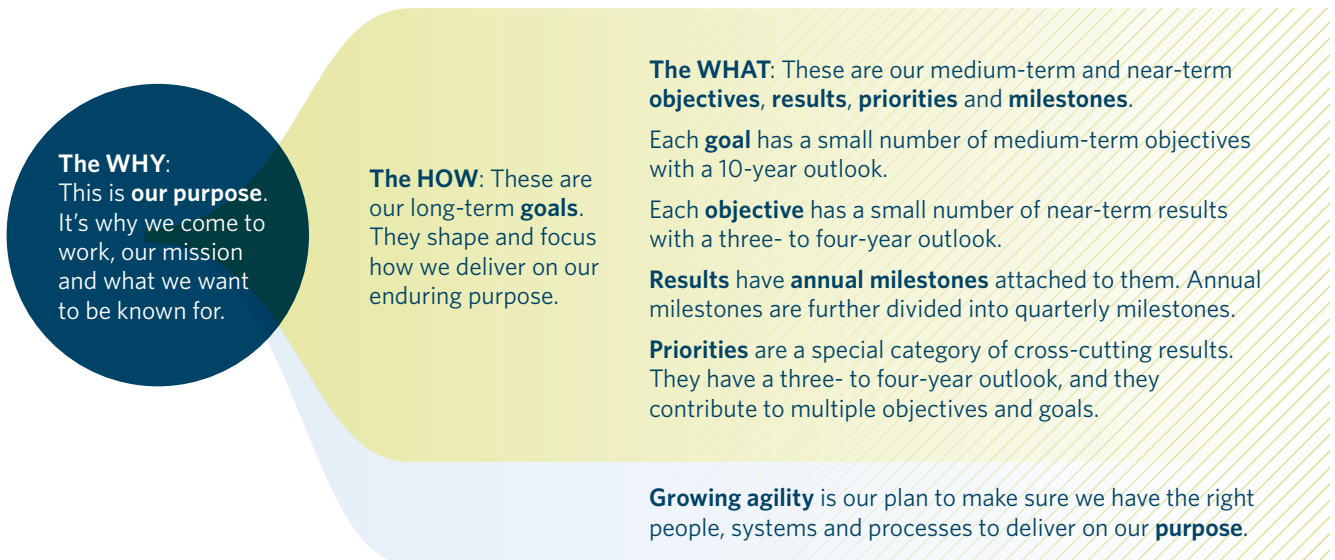 The WHY:
This is our purpose.
It's why we come to
work, our mission
and what we want
to be known for.
The HOW: These are
our long-term goals.
They shape and focus
how we deliver on our
enduring purpose.
The WHAT: These are our medium-term and near-term
objectives, results, priorities and milestones.
Each goal has a small number of medium-term objectives
with a 10-year outlook.
Each objective has a small number of near-term results
with a three- to four-year outlook.
Results have annual milestones attached to them. Annual
milestones are further divided into quarterly milestones.
Priorities are a special category of cross-cutting results.
They have a three- to four-year outlook, and they
contribute to multiple objectives and goals.
Growing agility is our plan to make sure we have the right
people, systems and processes to deliver on our purpose.